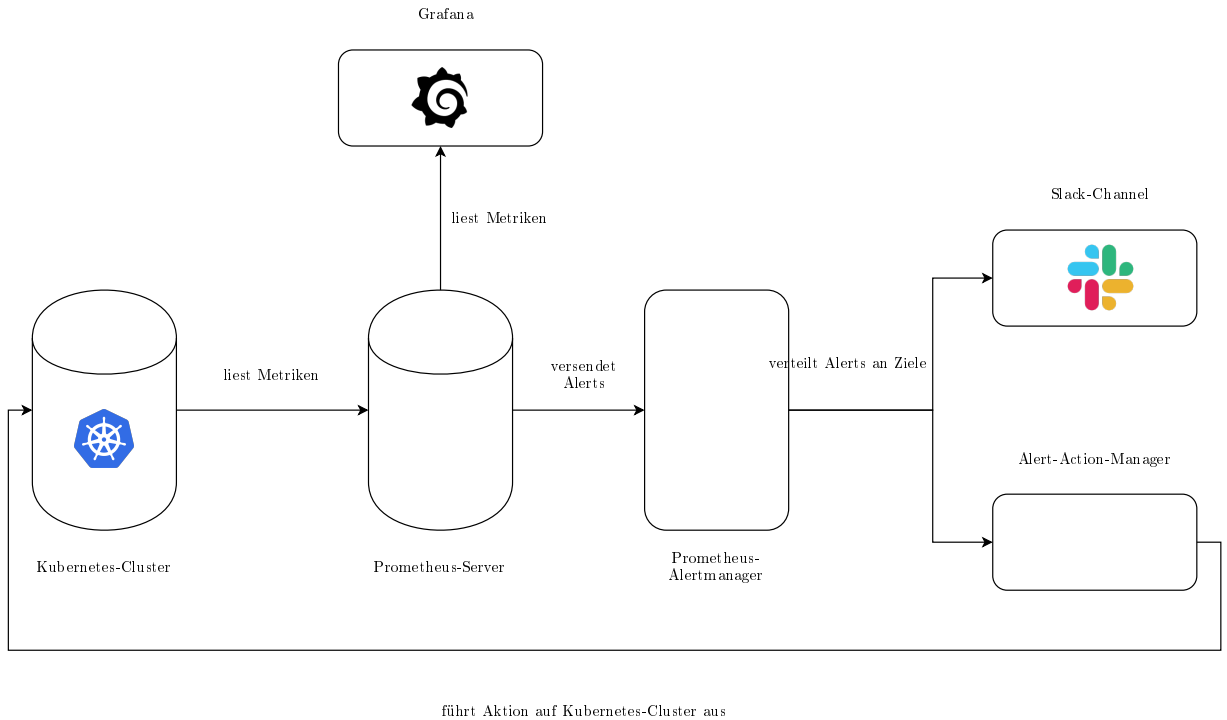 Grafana
liest Metriken
Slack-Channel
liest Metriken
versendet
Alerts
verteilt Alerts an Ziele
Alert-Action-Manager
Kubernetes-Cluster
Prometheus-Server
Prometheus-
Alertmanager
führt Aktion auf Kubernetes-Cluster aus